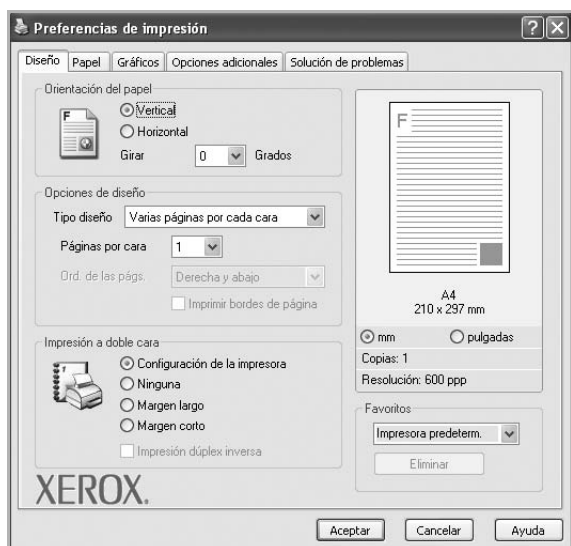 Preferencias de impresión
Diseño Papel Gráficos Opciones adicionales Solución de problemas
Orientación del papel
F
Vertical
Horizontal
Girar 0 Grados
Opciones de diseño
Tipo diseño Varias páginas por cada cara
Páginas por cara 1
Ord. de las págs. Derecha y abajo
Imprimir bordes de página
Impresión a doble cara
Configuración de la impresora
Ninguna
Margen largo
Margen corto
Impresión dúplex inversa
XEROX.
F
A4
210 x 297 mm
mm pulgadas
Copias: 1
Resolución: 600 ppp
Favoritos
Impresora predeterm.
Eliminar
Aceptar Cancelar Ayuda